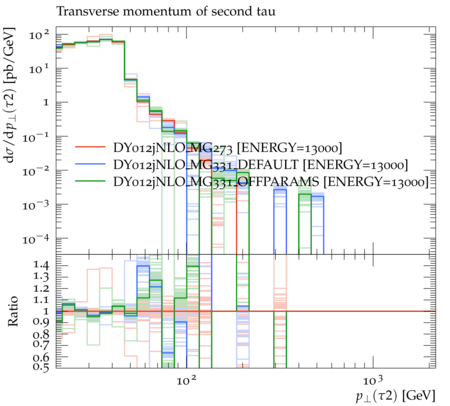 Transverse momentum of second tau
dσ/dp⊥(τ2) [pb/GeV]
10²
10¹
1
10⁻¹
10⁻²
10⁻³
10⁻⁴
DY012jNLO_MG273 [ENERGY=13000]
DY012jNLO_MG331_DEFAULT [ENERGY=13000]
DY012jNLO_MG331_OFFPARAMS [ENERGY=13000]
Ratio
1.4
1.3
1.2
1.1
1
0.9
0.8
0.7
0.6
0.5
10²
10³
p⊥(τ2) [GeV]